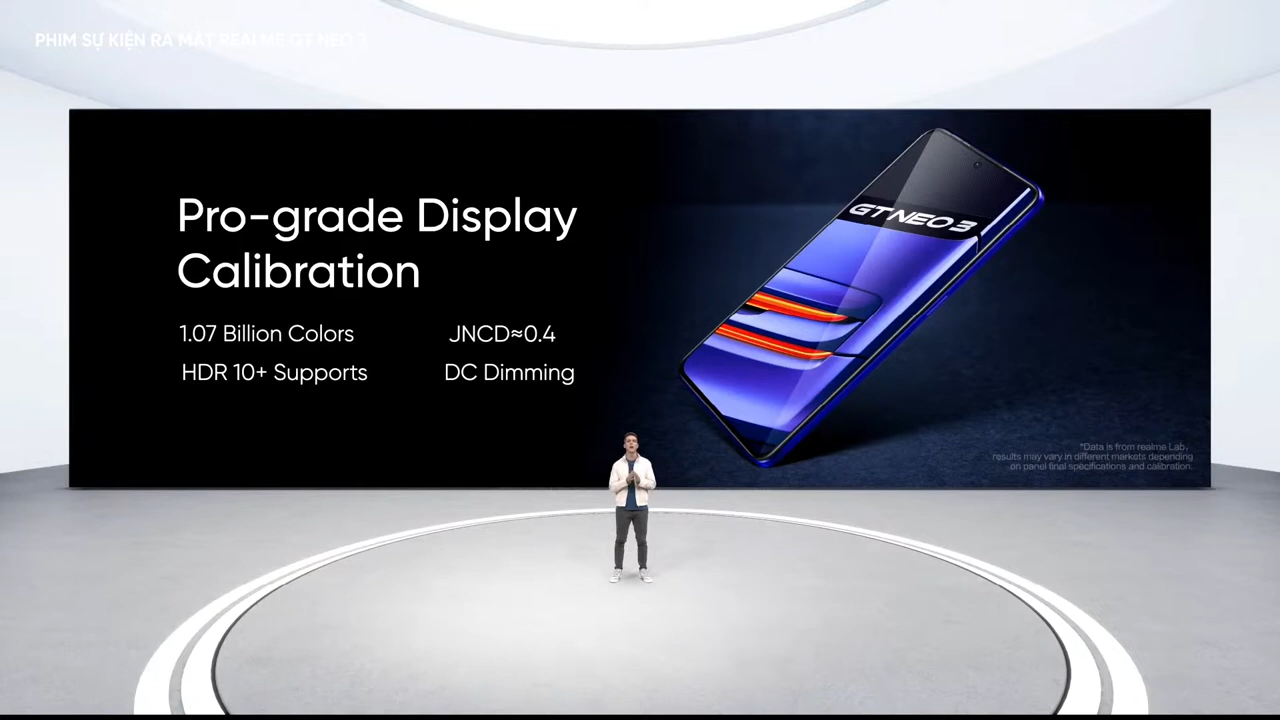 PHIM SỰ KIỆN RA MẮT REALME GT NEO 3
Pro-grade Display
Calibration
1.07 Billion Colors
JNCD≈0.4
HDR 10+ Supports
DC Dimming
GT NEO 3
*Data is from realme Lab,
results may vary in different markets depending
on panel final specifications and calibration.